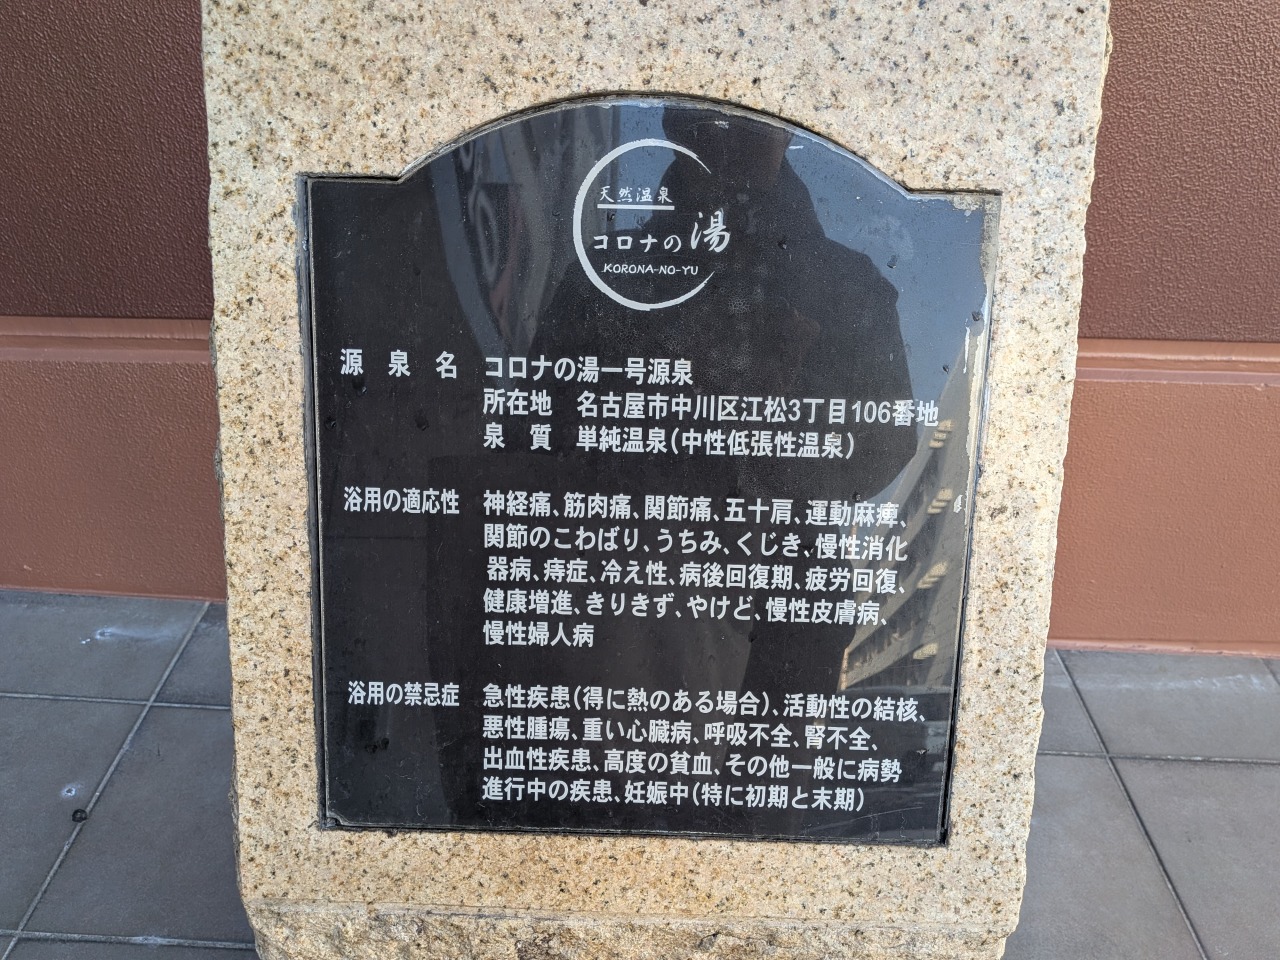 天然温泉
コロナの湯
KORONA-NO-YU
源泉名 コロナの湯一号源泉
所在地 名古屋市中川区江松3丁目106番地
泉質 単純温泉(中性低張性温泉)
浴用の適応性 神経痛、筋肉痛、関節痛、五十肩、運動麻痺、
関節のこわばり、うちみ、くじき、慢性消化
器病、痔症、冷え性、病後回復期、疲労回復、
健康増進、きりきず、やけど、慢性皮膚病、
慢性婦人病
浴用の禁忌症 急性疾患(得に熱のある場合)、活動性の結核、
悪性腫瘍、重い心臓病、呼吸不全、腎不全、
出血性疾患、高度の貧血、その他一般に病勢
進行中の疾患、妊娠中(特に初期と末期)